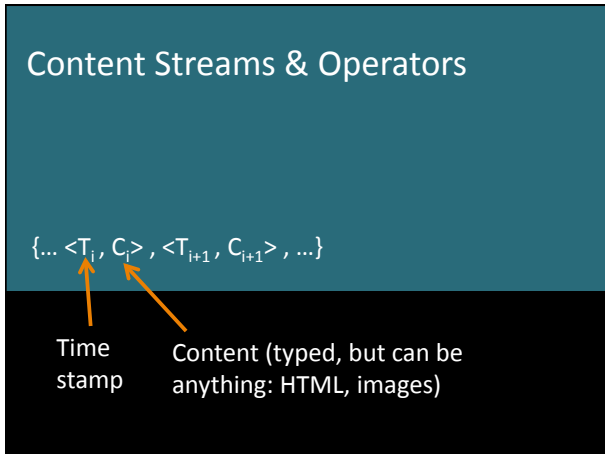 Content Streams & Operators
{... <Tᵢ , Cᵢ> , <Tᵢ₊₁ , Cᵢ₊₁> , ...}
Time
stamp
Content (typed, but can be
anything: HTML, images)